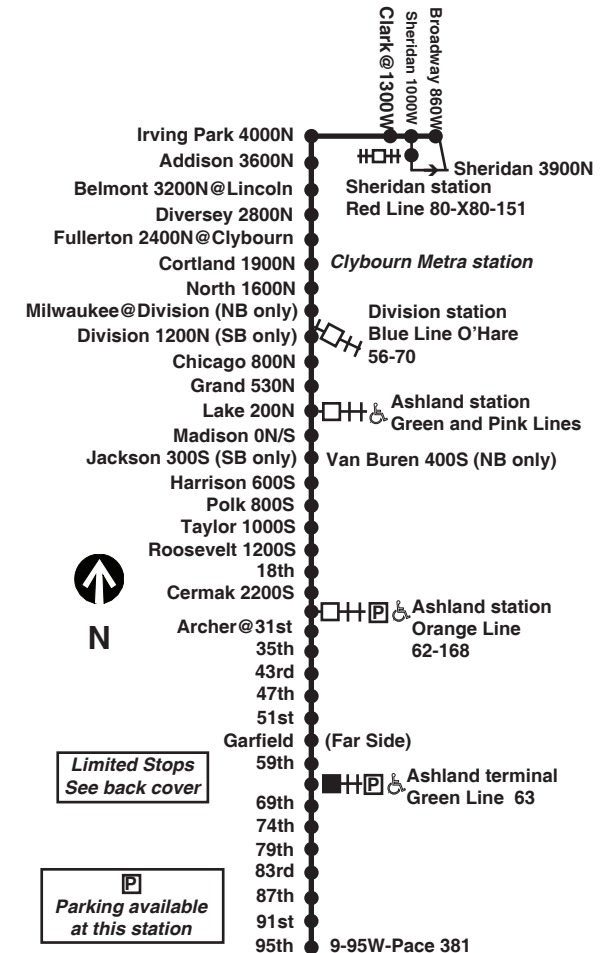 Clark@1300W
Sheridan 1000W
Broadway 860W
Irving Park 4000N
Addison 3600N
Sheridan 3900N
Belmont 3200N@Lincoln
Sheridan station
Red Line 80-X80-151
Diversey 2800N
Fullerton 2400N@Clybourn
Cortland 1900N
Clybourn Metra station
North 1600N
Milwaukee@Division (NB only)
Division 1200N (SB only)
Division station
Blue Line O'Hare
56-70
Chicago 800N
Grand 530N
Lake 200N
Ashland station
Green and Pink Lines
Madison 0N/S
Jackson 300S (SB only)
Van Buren 400S (NB only)
Harrison 600S
Polk 800S
Taylor 1000S
Roosevelt 1200S
18th
Cermak 2200S
N
P
Ashland station
Orange Line
62-168
Archer@31st
35th
43rd
47th
51st
Garfield
(Far Side)
59th
Limited Stops
See back cover
P
Ashland terminal
Green Line 63
69th
74th
79th
83rd
87th
91st
95th
9-95W-Pace 381
P
Parking available
at this station